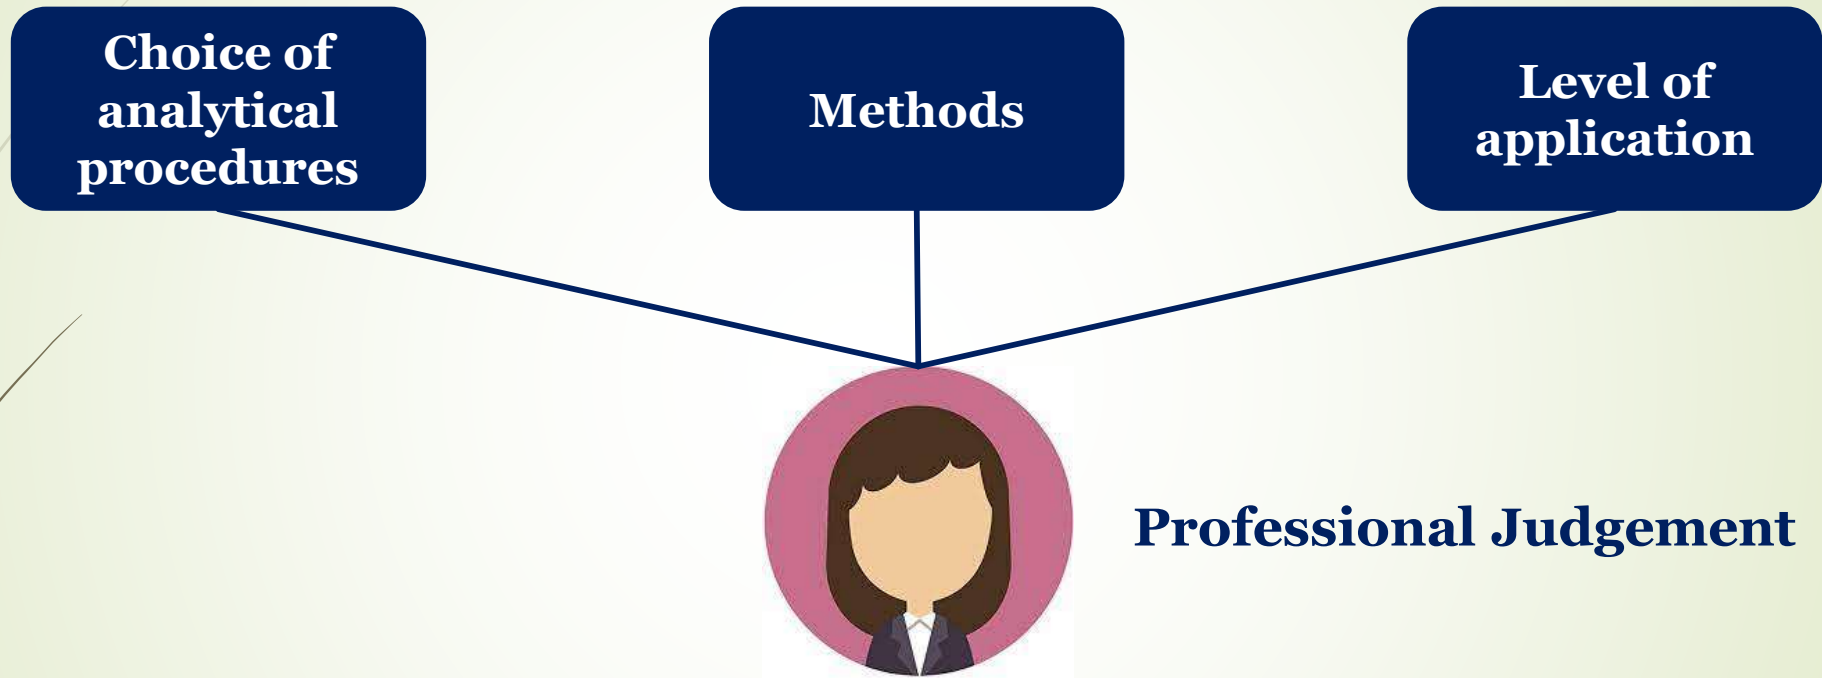 Choice of
analytical
procedures
Methods
Level of
application
Professional Judgement